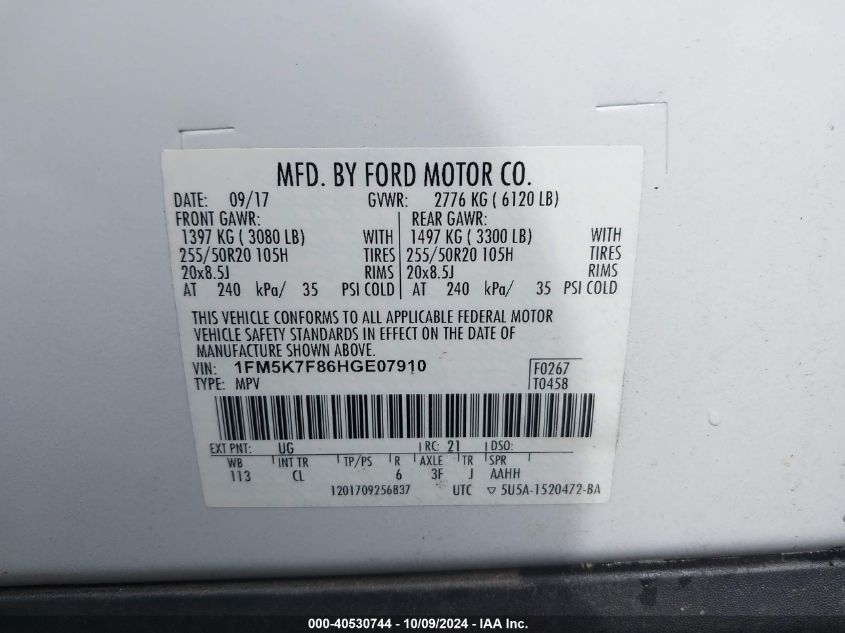 MFD. BY FORD MOTOR CO.
DATE: 09/17 GVWR: 2776 KG ( 6120 LB)
FRONT GAWR: REAR GAWR:
1397 KG ( 3080 LB) WITH 1497 KG ( 3300 LB) WITH
255/50R20 105H TIRES 255/50R20 105H TIRES
20x8.5J RIMS 20x8.5J RIMS
AT 240 kPa/ 35 PSI COLD AT 240 kPa/ 35 PSI COLD
THIS VEHICLE CONFORMS TO ALL APPLICABLE FEDERAL MOTOR
VEHICLE SAFETY STANDARDS IN EFFECT ON THE DATE OF
MANUFACTURE SHOWN ABOVE.
VIN: 1FM5K7F86HGE07910 F0267
TYPE: MPV T0458
EXT PNT: UG RC: 21 DSO:
WB INT TR TP/PS R AXLE TR SPR
113 CL 6 3F J AAHH
1201709256837 UTC ▽ 5U5A-1520472-BA
000-40530744 - 10/09/2024 - IAA Inc.